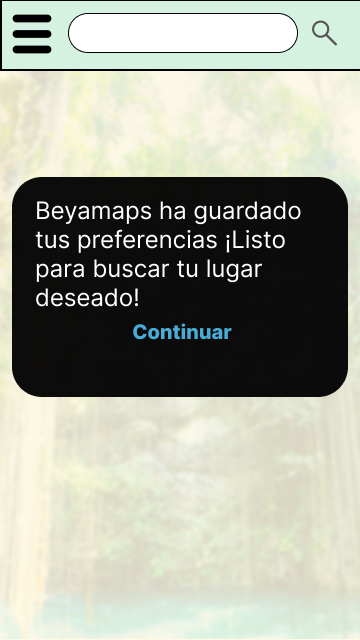 Beyamaps ha guardado
tus preferencias ¡Listo
para buscar tu lugar
deseado!
Continuar